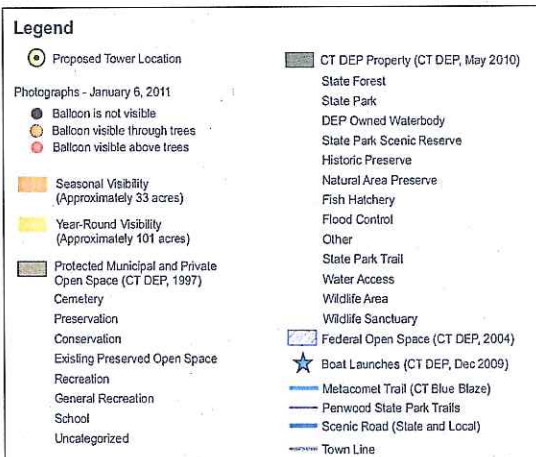 Legend
Proposed Tower Location
Photographs - January 6, 2011
Balloon is not visible
Balloon visible through trees
Balloon visible above trees
Seasonal Visibility
(Approximately 33 acres)
Year-Round Visibility
(Approximately 101 acres)
Protected Municipal and Private
Open Space (CT DEP, 1997)
Cemetery
Preservation
Conservation
Existing Preserved Open Space
Recreation
General Recreation
School
Uncategorized
CT DEP Property (CT DEP, May 2010)
State Forest
State Park
DEP Owned Waterbody
State Park Scenic Reserve
Historic Preserve
Natural Area Preserve
Fish Hatchery
Flood Control
Other
State Park Trail
Water Access
Wildlife Area
Wildlife Sanctuary
Federal Open Space (CT DEP, 2004)
Boat Launches (CT DEP, Dec 2009)
Metacomet Trail (CT Blue Blaze)
Penwood State Park Trails
Scenic Road (State and Local)
Town Line